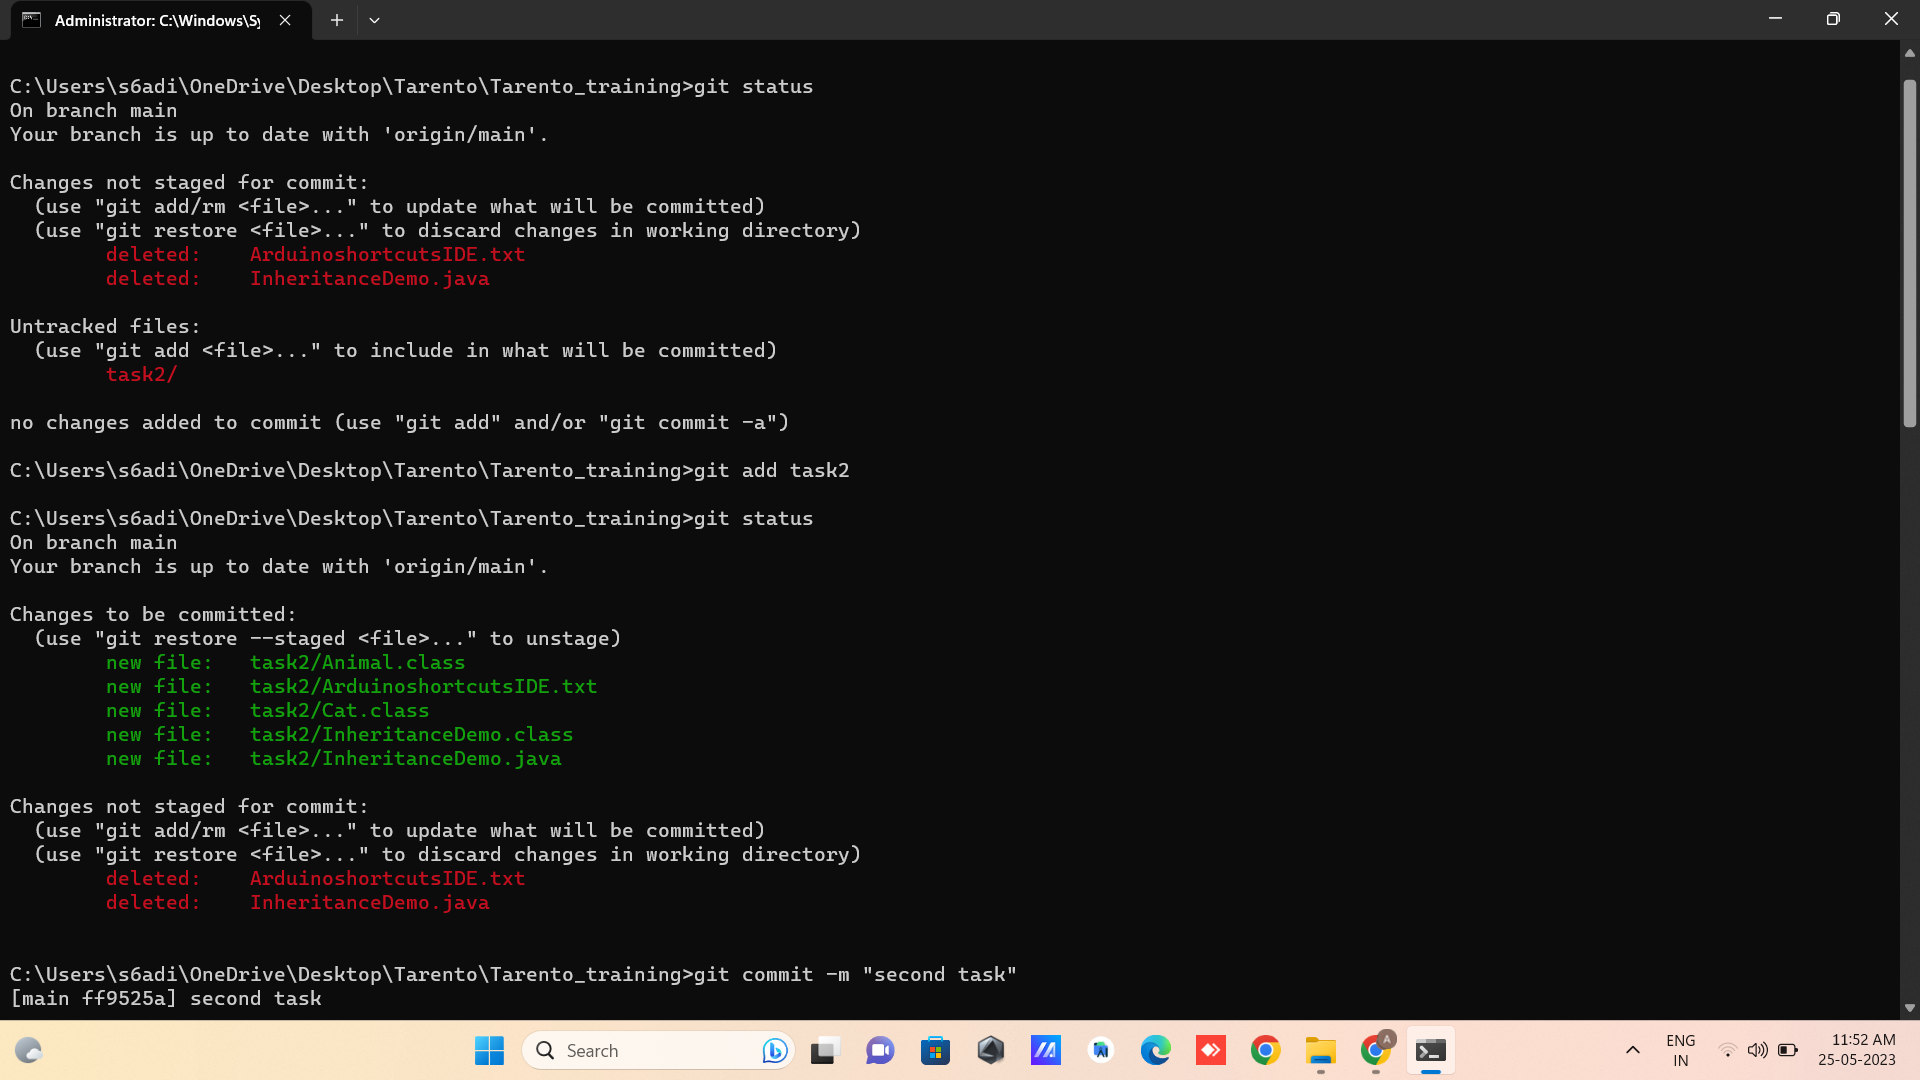 Administrator: C:\Windows\Sy
C:\Users\s6adi\OneDrive\Desktop\Tarento\Tarento_training>git status
On branch main
Your branch is up to date with 'origin/main'.
Changes not staged for commit:
  (use "git add/rm <file>..." to update what will be committed)
  (use "git restore <file>..." to discard changes in working directory)
        deleted:    ArduinoshortcutsIDE.txt
        deleted:    InheritanceDemo.java
Untracked files:
  (use "git add <file>..." to include in what will be committed)
        task2/
no changes added to commit (use "git add" and/or "git commit -a")
C:\Users\s6adi\OneDrive\Desktop\Tarento\Tarento_training>git add task2
C:\Users\s6adi\OneDrive\Desktop\Tarento\Tarento_training>git status
On branch main
Your branch is up to date with 'origin/main'.
Changes to be committed:
  (use "git restore --staged <file>..." to unstage)
        new file:   task2/Animal.class
        new file:   task2/ArduinoshortcutsIDE.txt
        new file:   task2/Cat.class
        new file:   task2/InheritanceDemo.class
        new file:   task2/InheritanceDemo.java
Changes not staged for commit:
  (use "git add/rm <file>..." to update what will be committed)
  (use "git restore <file>..." to discard changes in working directory)
        deleted:    ArduinoshortcutsIDE.txt
        deleted:    InheritanceDemo.java
C:\Users\s6adi\OneDrive\Desktop\Tarento\Tarento_training>git commit -m "second task"
[main ff9525a] second task
Search
A
ENG
IN
11:52 AM
25-05-2023